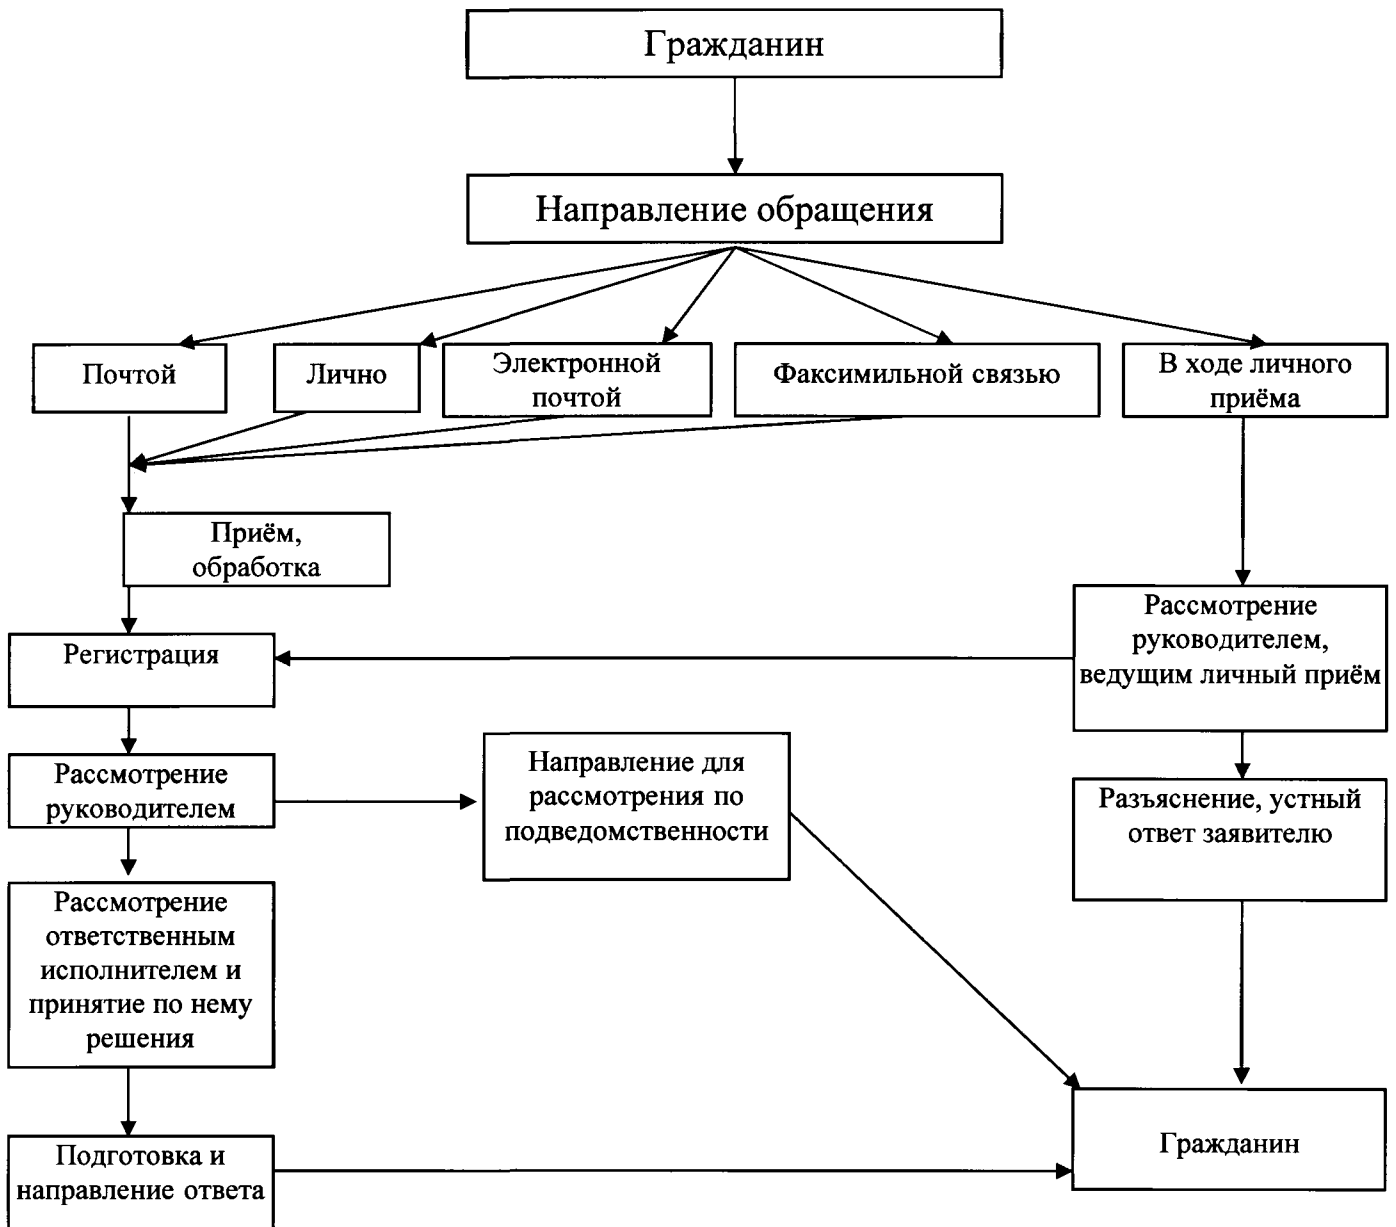 Гражданин
Направление обращения
Почтой
Лично
Электронной
почтой
Факсимильной связью
В ходе личного
приёма
Приём,
обработка
Регистрация
Рассмотрение
руководителем,
ведущим личный приём
Рассмотрение
руководителем
Направление для
рассмотрения по
подведомственности
Разъяснение, устный
ответ заявителю
Рассмотрение
ответственным
исполнителем и
принятие по нему
решения
Подготовка и
направление ответа
Гражданин